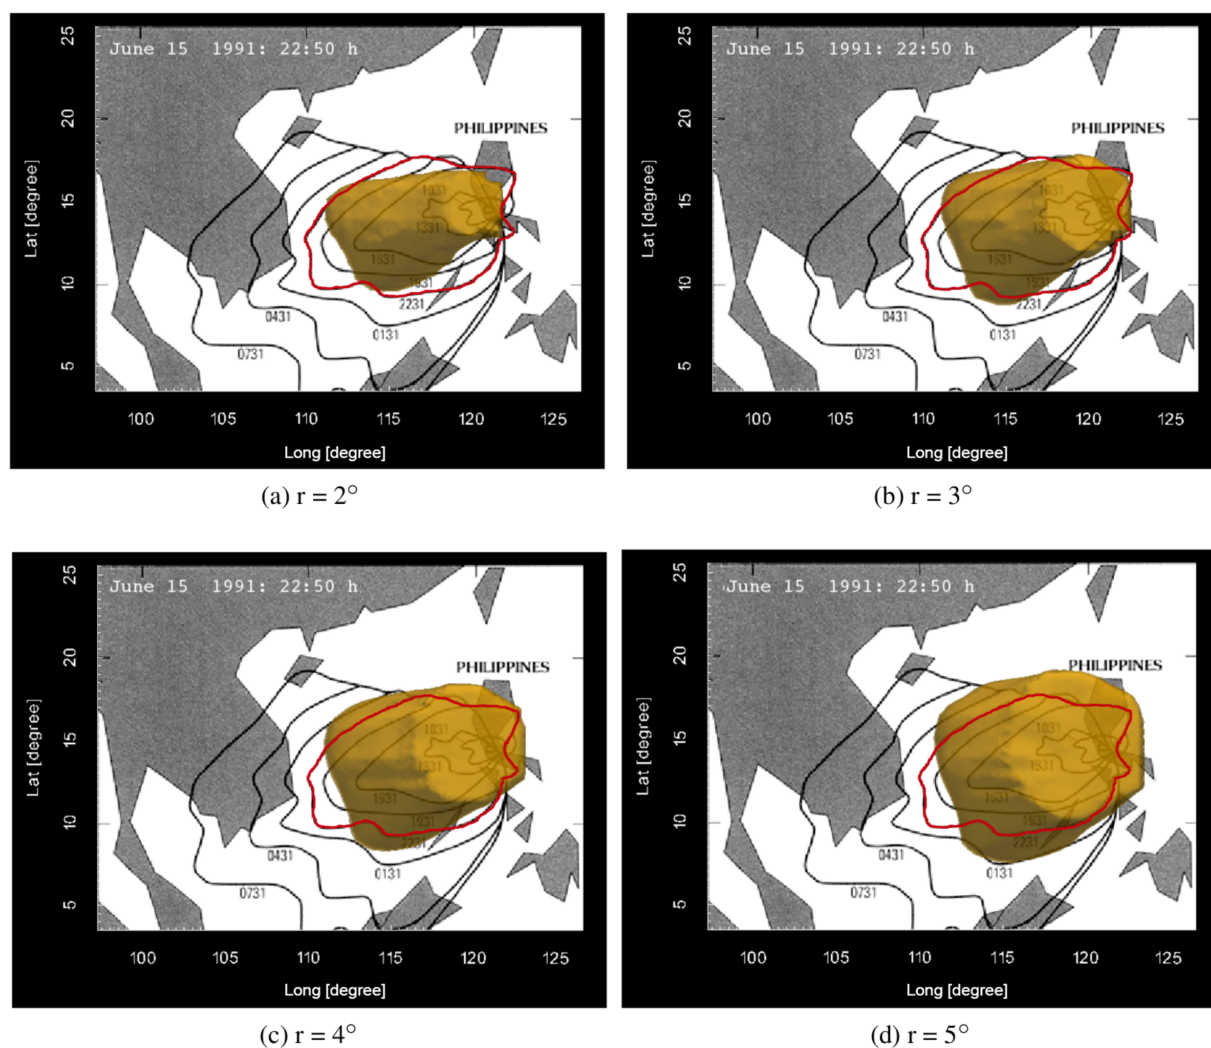 25
20
15
10
5
Lat [degree]
June 15 1991: 22:50 h
PHILIPPINES
1831
1331
1631
1931
2231
0131
0431
0731
100 105 110 115 120 125
Long [degree]
(a) r = 2°
25
20
15
10
5
Lat [degree]
June 15 1991: 22:50 h
PHILIPPINES
1831
1331
1631
1931
2231
0131
0431
0731
100 105 110 115 120 125
Long [degree]
(b) r = 3°
25
20
15
10
5
Lat [degree]
June 15 1991: 22:50 h
PHILIPPINES
1831
1331
1631
1931
2231
0131
0431
0731
100 105 110 115 120 125
Long [degree]
(c) r = 4°
25
20
15
10
5
Lat [degree]
June 15 1991: 22:50 h
PHILIPPINES
1831
1331
1631
1931
2231
0131
0431
0731
100 105 110 115 120 125
Long [degree]
(d) r = 5°